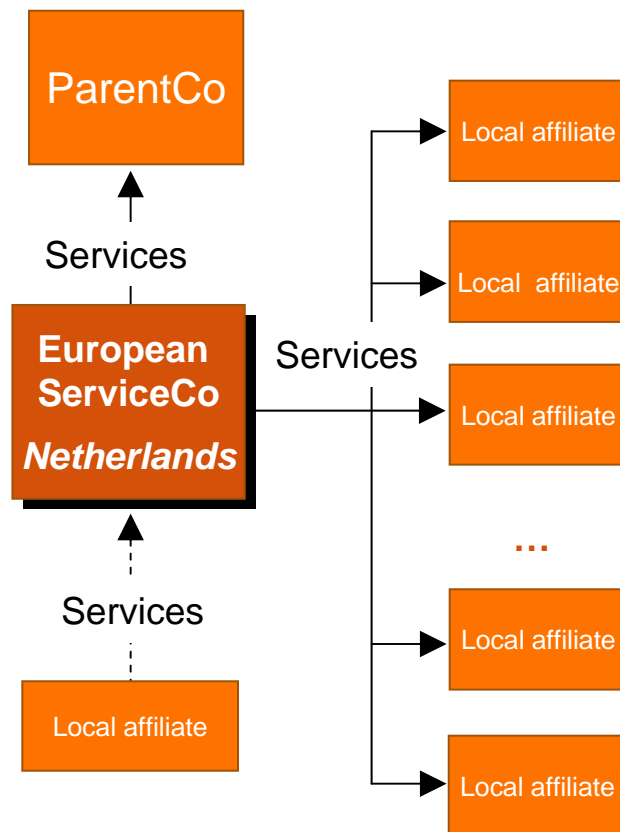 ParentCo
Services
European
ServiceCo
Netherlands
Services
Local affiliate
Services
Local affiliate
Local affiliate
Local affiliate
...
Local affiliate
Local affiliate